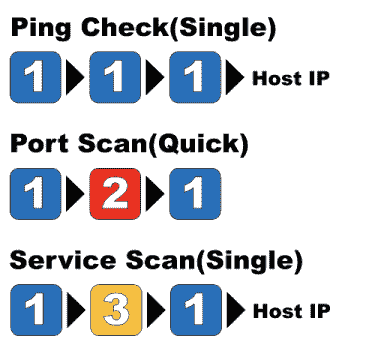 Ping Check(Single)
1 1 1 Host IP
Port Scan(Quick)
1 2 1
Service Scan(Single)
1 3 1 Host IP